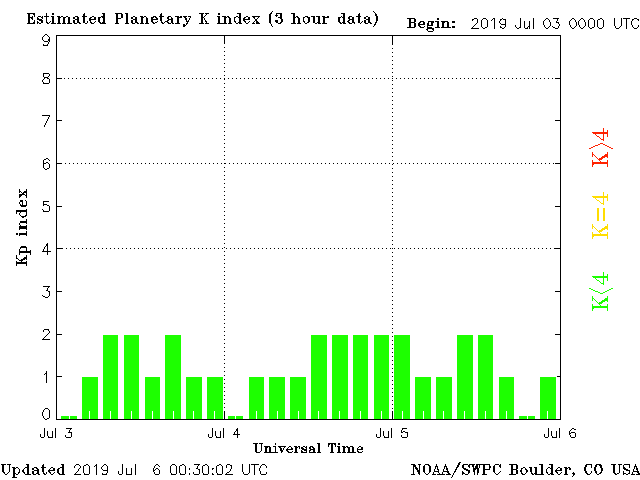 Estimated Planetary K index (3 hour data)
Begin: 2019 Jul 03 0000 UTC
9
8
7
6
5
4
3
2
1
0
Kp index
K>4
K=4
K<4
Jul 3
Jul 4
Jul 5
Jul 6
Universal Time
Updated 2019 Jul 6 00:30:02 UTC
NOAA/SWPC Boulder, CO USA